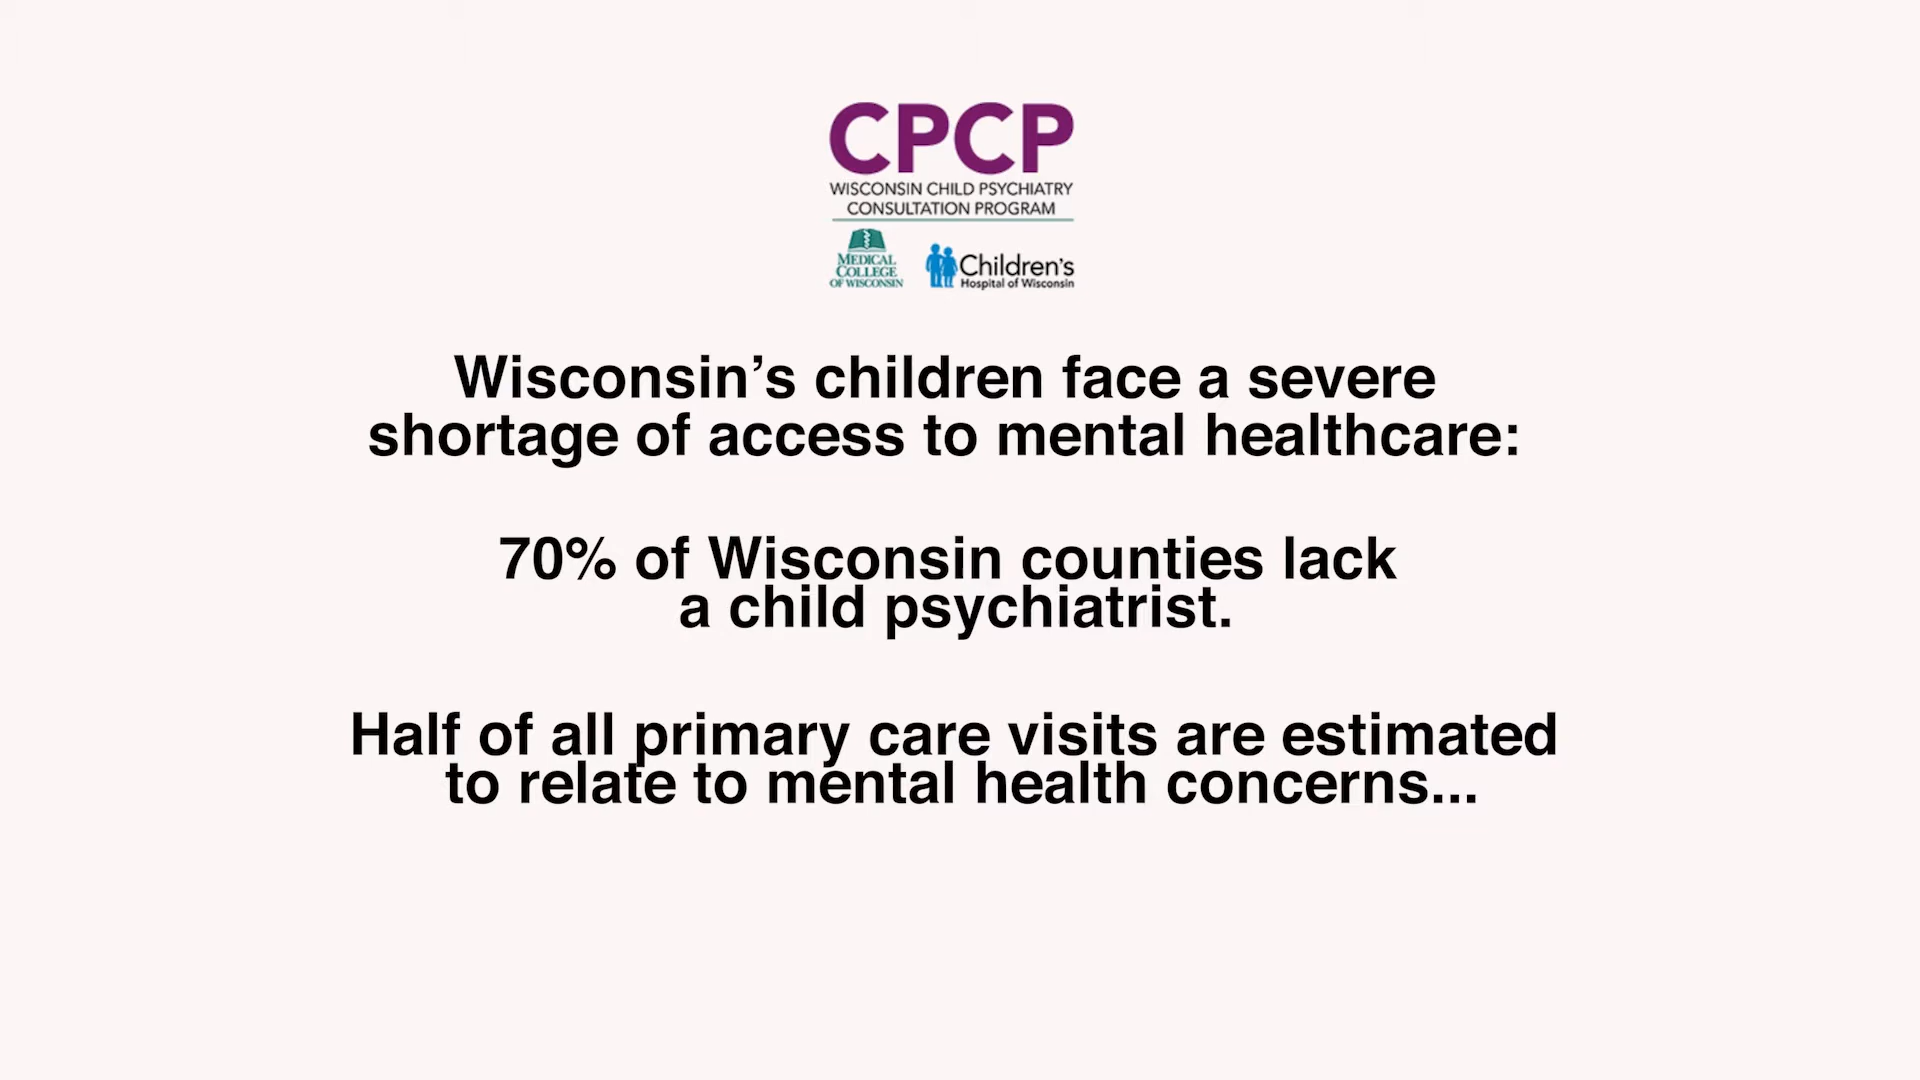 CPCP
WISCONSIN CHILD PSYCHIATRY
CONSULTATION PROGRAM
MEDICAL
COLLEGE
OF WISCONSIN
Children's
Hospital of Wisconsin
Wisconsin’s children face a severe
shortage of access to mental healthcare:
70% of Wisconsin counties lack
a child psychiatrist.
Half of all primary care visits are estimated
to relate to mental health concerns...